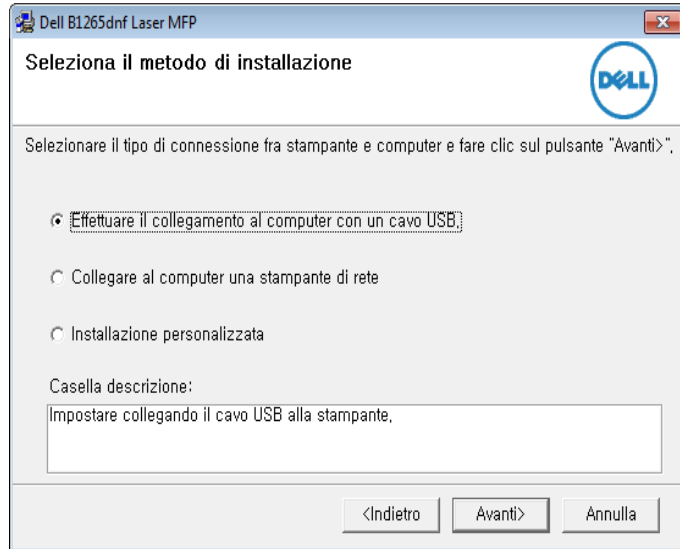 Dell B1265dnf Laser MFP
Seleziona il metodo di installazione
DELL
Selezionare il tipo di connessione fra stampante e computer e fare clic sul pulsante "Avanti>".
Effettuare il collegamento al computer con un cavo USB.
Collegare al computer una stampante di rete
Installazione personalizzata
Casella descrizione:
Impostare collegando il cavo USB alla stampante.
<Indietro
Avanti>
Annulla